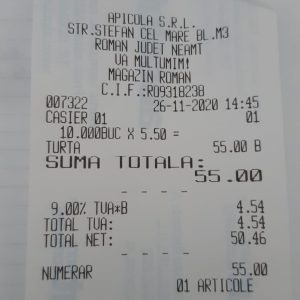 APICOLA S.R.L.
STR.STEFAN CEL MARE BL.M3
ROMAN JUDET NEAMT
VA MULTUMIM!
MAGAZIN ROMAN
C.I.F.:RO9318238
007322 26-11-2020 14:45
CASIER 01 01
10.000BUC X 5.50 =
TURTA 55.00 B
SUMA TOTALA:
55.00
- - - -
9.00% TVA*B 4.54
TOTAL TVA: 4.54
TOTAL NET: 50.46
- - - -
NUMERAR 55.00
01 ARTICOLE